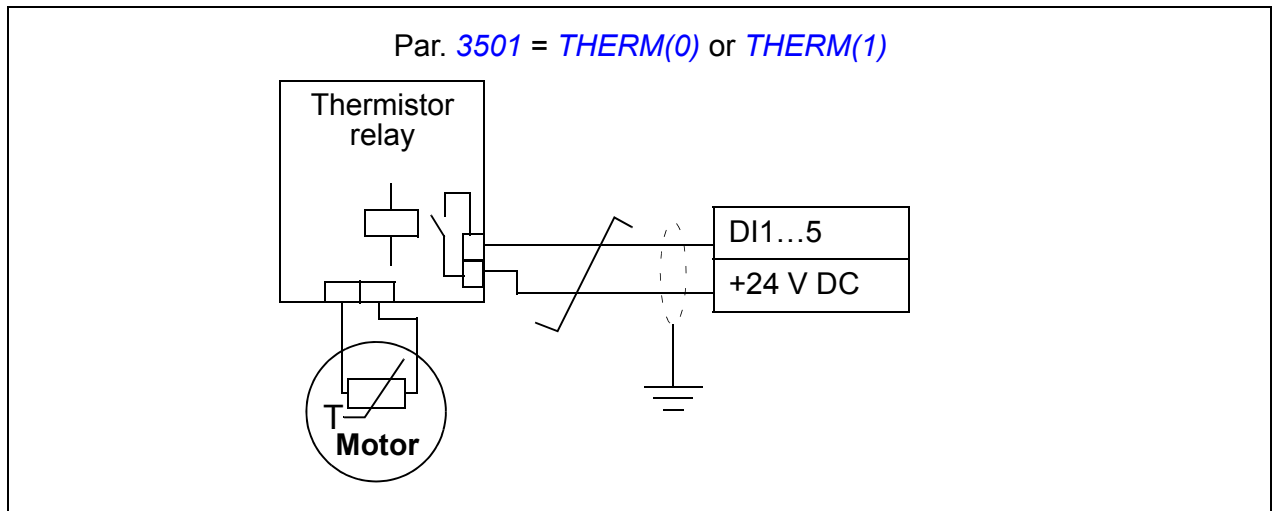 Par. 3501 = THERM(0) or THERM(1)
Thermistor
relay
DI1…5
+24 V DC
T
Motor